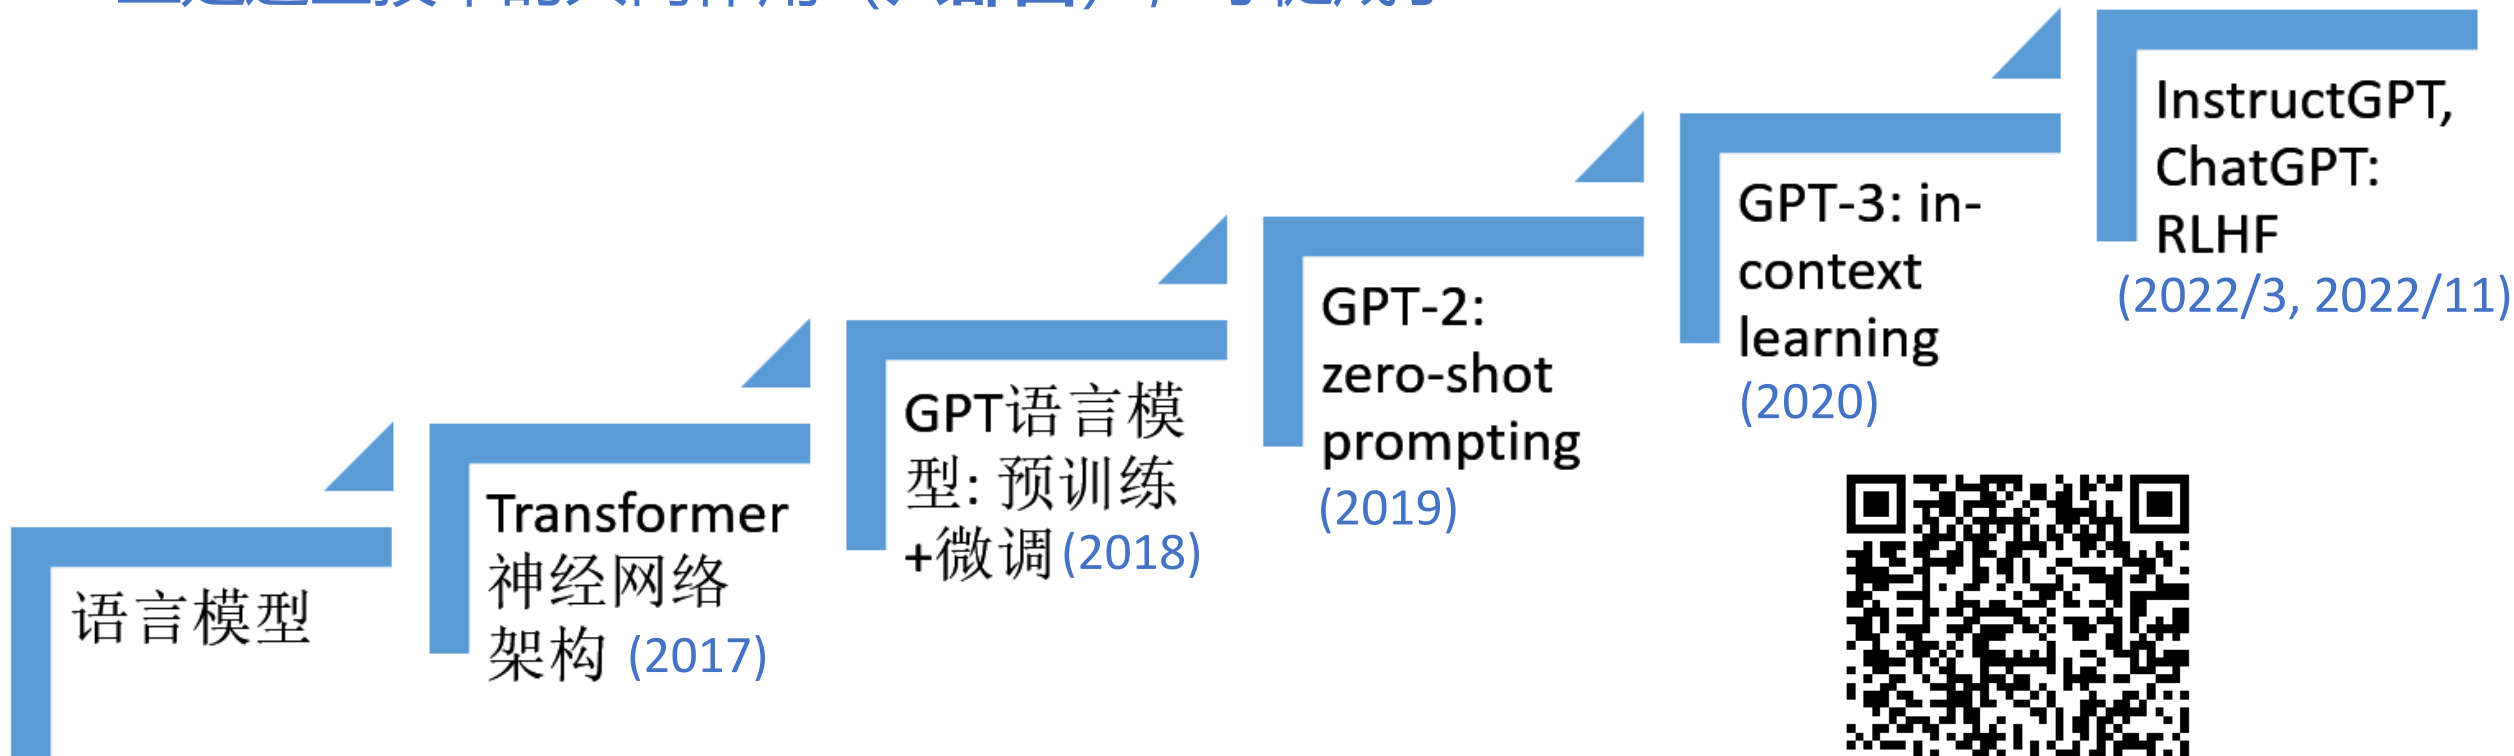 语言模型
Transformer
神经网络
架构 (2017)
GPT语言模
型: 预训练
+微调 (2018)
GPT-2:
zero-shot
prompting
(2019)
GPT-3: in-
context
learning
(2020)
InstructGPT,
ChatGPT:
RLHF
(2022/3, 2022/11)